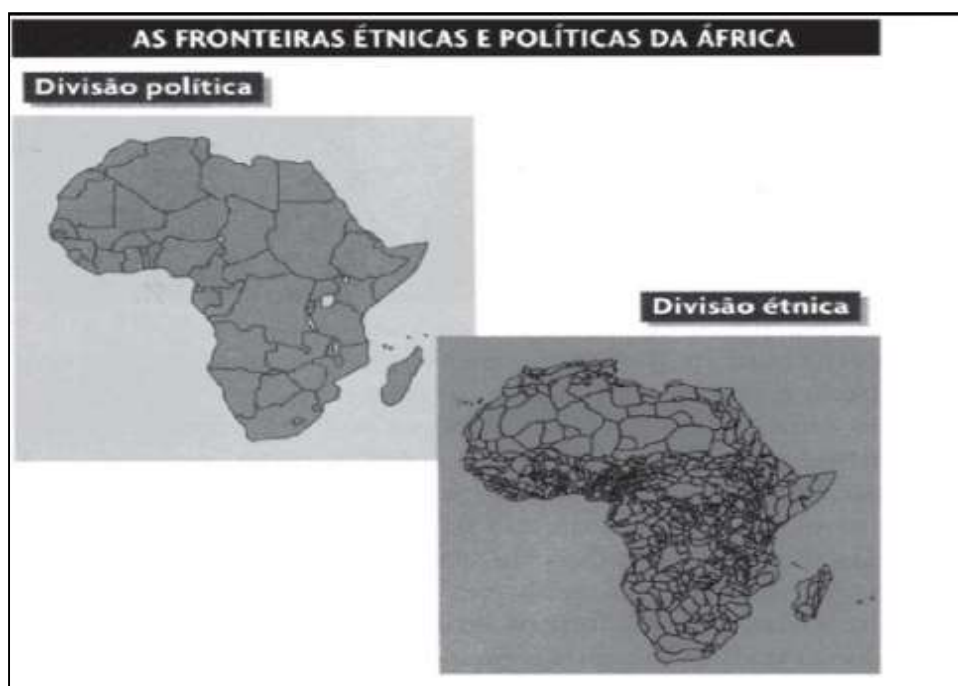 AS FRONTEIRAS ÉTNICAS E POLÍTICAS DA ÁFRICA
Divisão política
Divisão étnica